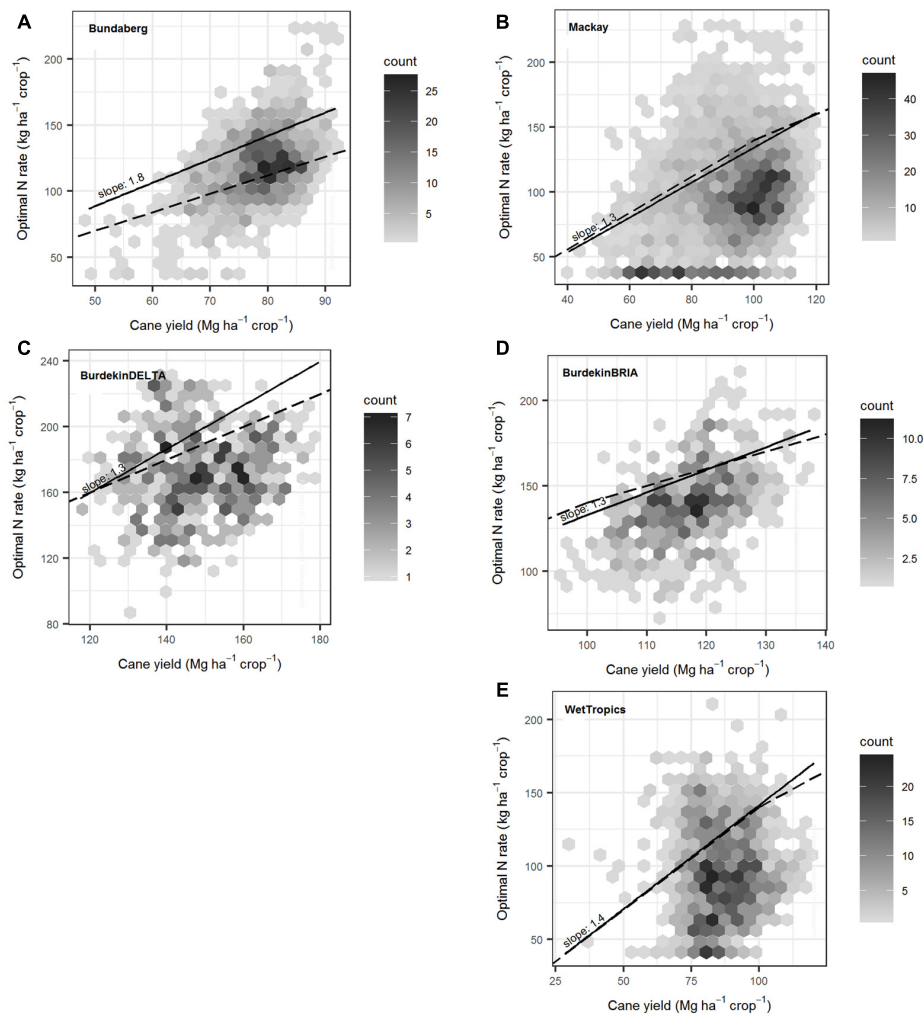 A
Bundaberg
Optimal N rate (kg ha−1 crop−1)
200
150
100
50
slope: 1.8
50 60 70 80 90
Cane yield (Mg ha−1 crop−1)
count
25
20
15
10
5
B
Mackay
Optimal N rate (kg ha−1 crop−1)
200
150
100
50
slope: 1.3
40 60 80 100 120
Cane yield (Mg ha−1 crop−1)
count
40
30
20
10
C
BurdekinDELTA
Optimal N rate (kg ha−1 crop−1)
240
200
160
120
80
slope: 1.3
120 140 160 180
Cane yield (Mg ha−1 crop−1)
count
7
6
5
4
3
2
1
D
BurdekinBRIA
Optimal N rate (kg ha−1 crop−1)
200
150
100
slope: 1.3
100 110 120 130 140
Cane yield (Mg ha−1 crop−1)
count
10.0
7.5
5.0
2.5
E
WetTropics
Optimal N rate (kg ha−1 crop−1)
200
150
100
50
slope: 1.4
25 50 75 100
Cane yield (Mg ha−1 crop−1)
count
20
15
10
5